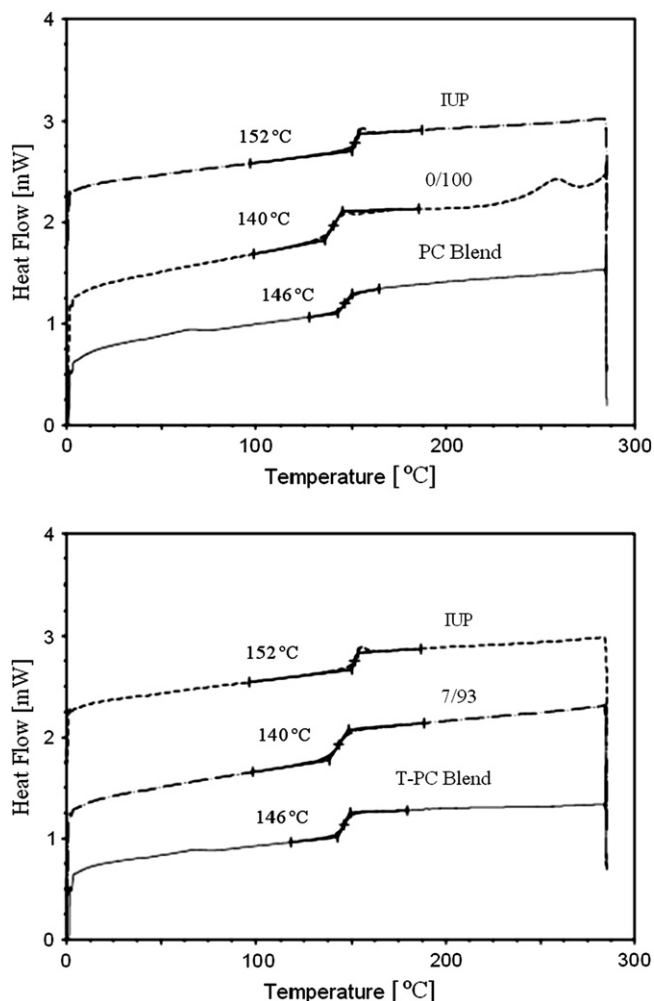 4
IUP
3
152°C
0/100
2
140°C
PC Blend
146°C
1
0
0
100
200
300
Heat Flow [mW]
Temperature [°C]
4
IUP
3
152°C
7/93
2
140°C
T-PC Blend
146°C
1
0
0
100
200
300
Heat Flow [mW]
Temperature [°C]